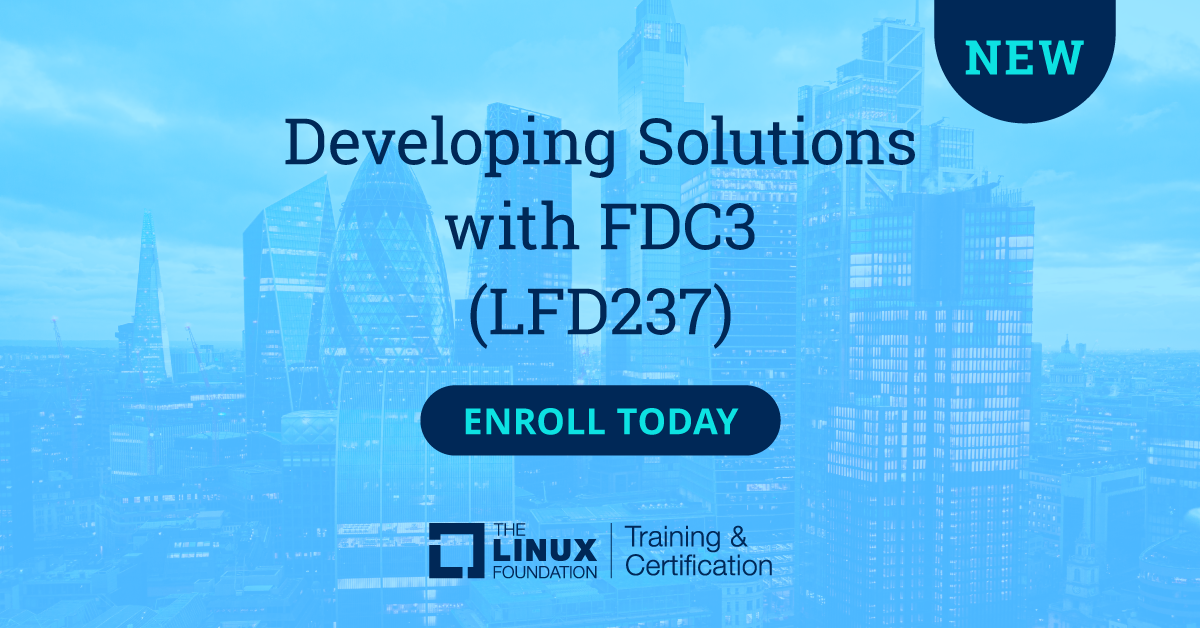 NEW
Developing Solutions
with FDC3
(LFD237)
ENROLL TODAY
THE
LINUX
FOUNDATION
Training &
Certification